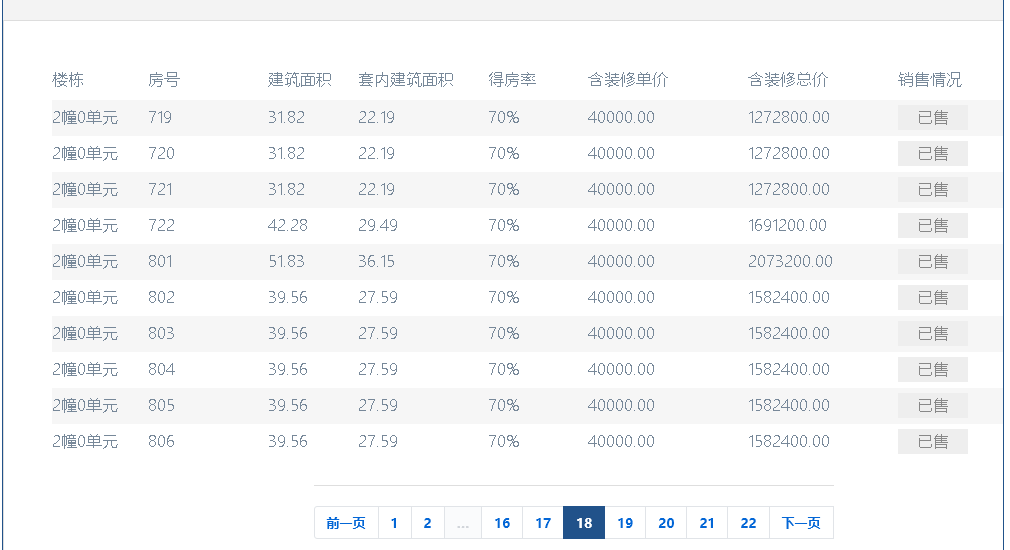 楼栋 房号 建筑面积 套内建筑面积 得房率 含装修单价 含装修总价 销售情况
2幢0单元 719 31.82 22.19 70% 40000.00 1272800.00 已售
2幢0单元 720 31.82 22.19 70% 40000.00 1272800.00 已售
2幢0单元 721 31.82 22.19 70% 40000.00 1272800.00 已售
2幢0单元 722 42.28 29.49 70% 40000.00 1691200.00 已售
2幢0单元 801 51.83 36.15 70% 40000.00 2073200.00 已售
2幢0单元 802 39.56 27.59 70% 40000.00 1582400.00 已售
2幢0单元 803 39.56 27.59 70% 40000.00 1582400.00 已售
2幢0单元 804 39.56 27.59 70% 40000.00 1582400.00 已售
2幢0单元 805 39.56 27.59 70% 40000.00 1582400.00 已售
2幢0单元 806 39.56 27.59 70% 40000.00 1582400.00 已售
前一页 1 2 ... 16 17 18 19 20 21 22 下一页